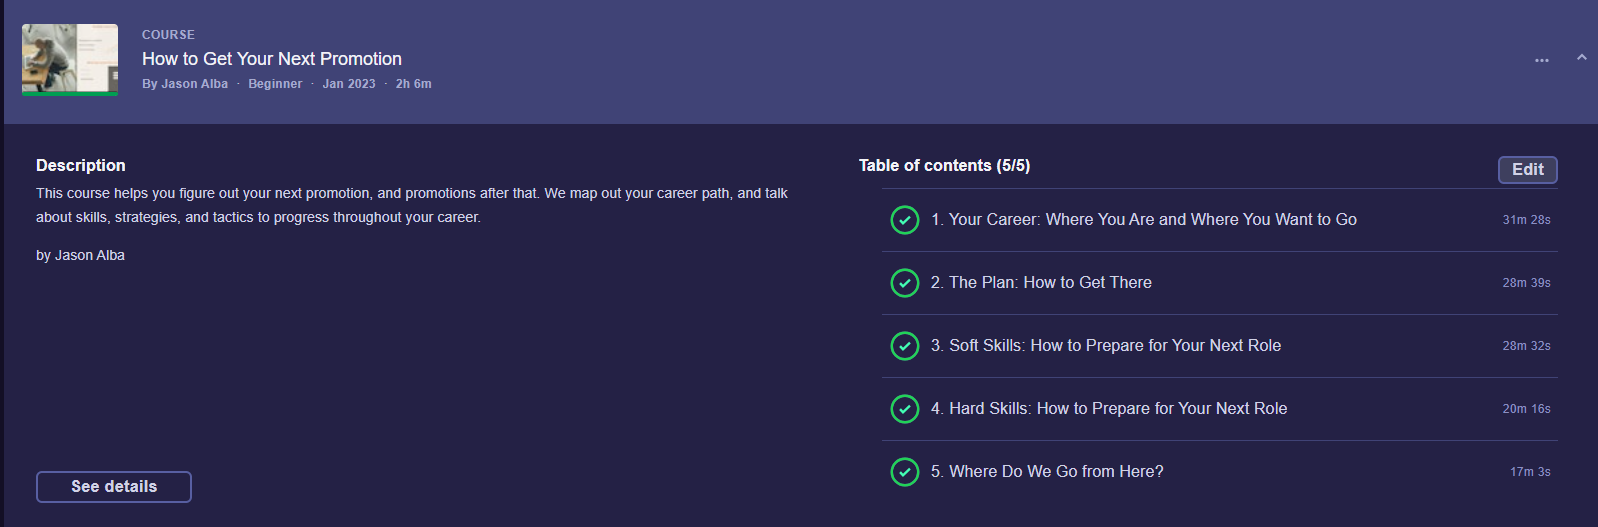 COURSE
How to Get Your Next Promotion
By Jason Alba · Beginner · Jan 2023 · 2h 6m
Description
This course helps you figure out your next promotion, and promotions after that. We map out your career path, and talk
about skills, strategies, and tactics to progress throughout your career.
by Jason Alba
See details
Table of contents (5/5)
Edit
1. Your Career: Where You Are and Where You Want to Go 31m 28s
2. The Plan: How to Get There 28m 39s
3. Soft Skills: How to Prepare for Your Next Role 28m 32s
4. Hard Skills: How to Prepare for Your Next Role 20m 16s
5. Where Do We Go from Here? 17m 3s